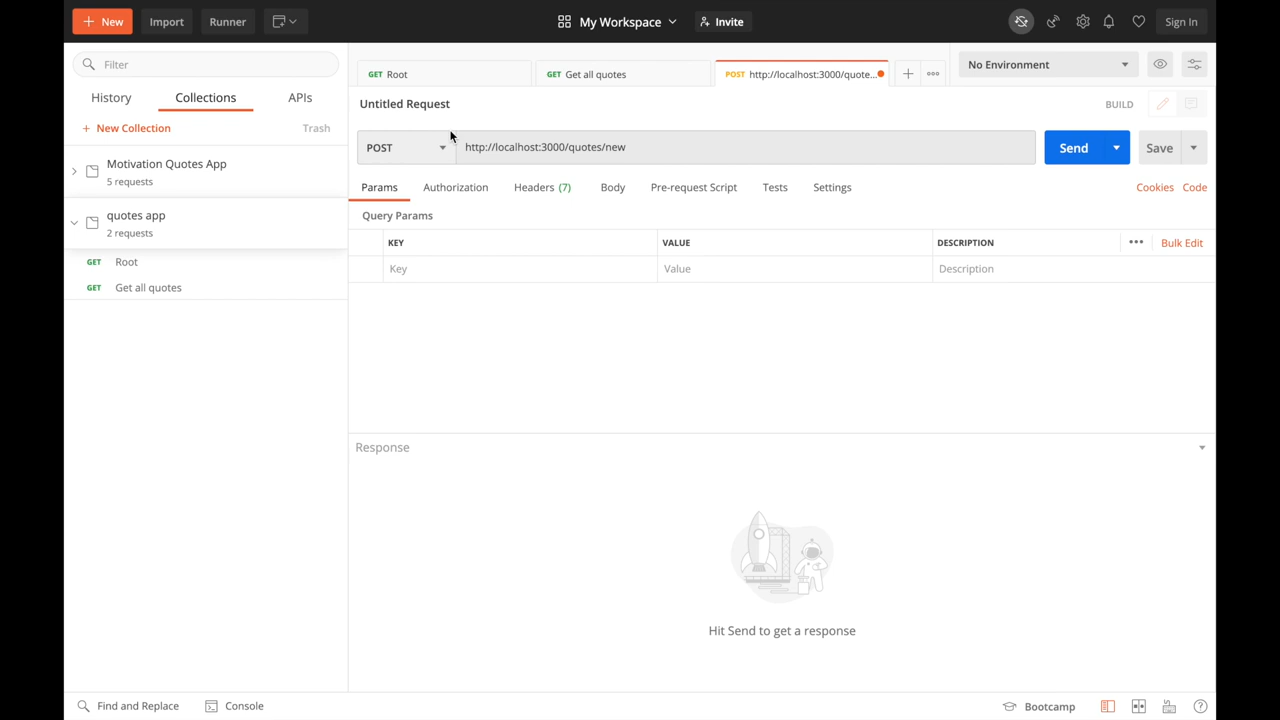 New
Import
Runner
My Workspace
Invite
Sign In
Filter
History
Collections
APIs
+ New Collection
Trash
Motivation Quotes App
5 requests
quotes app
2 requests
GET Root
GET Get all quotes
GET Root
GET Get all quotes
POST http://localhost:3000/quote...
No Environment
Untitled Request
BUILD
POST
http://localhost:3000/quotes/new
Send
Save
Params
Authorization
Headers (7)
Body
Pre-request Script
Tests
Settings
Cookies
Code
Query Params
KEY
VALUE
DESCRIPTION
Bulk Edit
Key
Value
Description
Response
Hit Send to get a response
Find and Replace
Console
Bootcamp